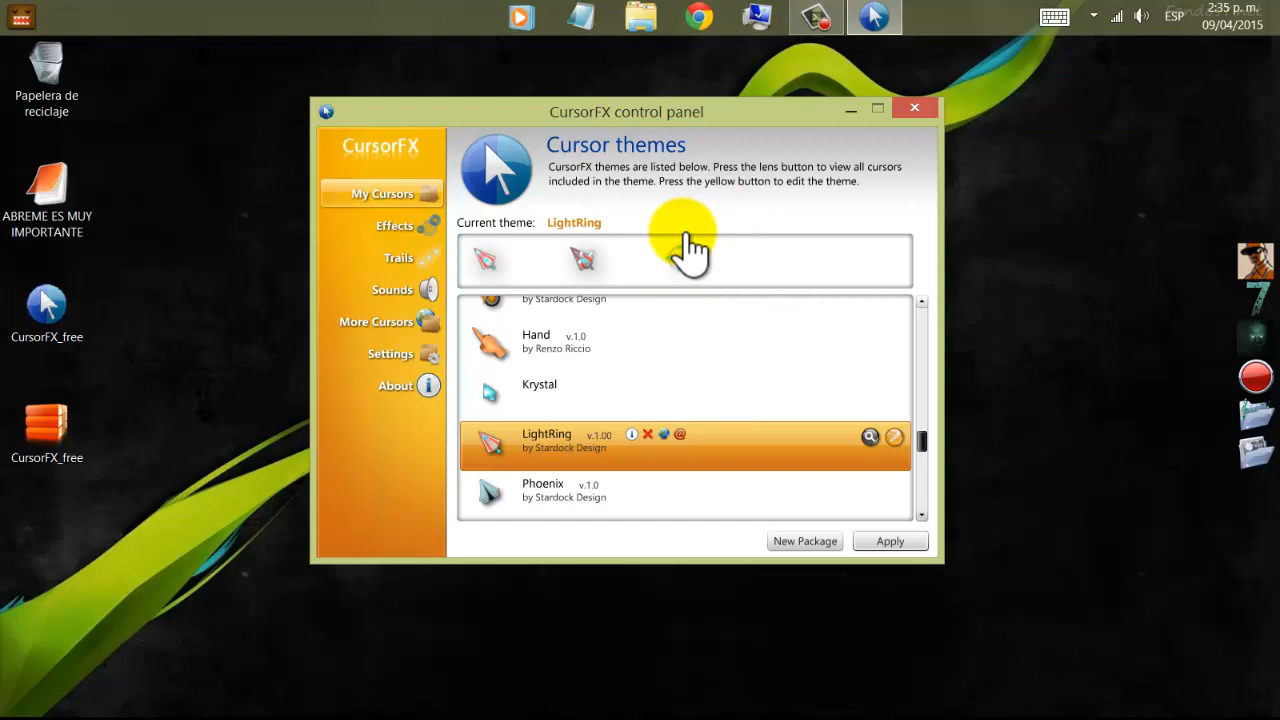 2:35 p. m.
ESP
09/04/2015
Papelera de
reciclaje
ABREME ES MUY
IMPORTANTE
CursorFX_free
CursorFX_free
CursorFX control panel
CursorFX
My Cursors
Effects
Trails
Sounds
More Cursors
Settings
About
Cursor themes
CursorFX themes are listed below. Press the lens button to view all cursors
included in the theme. Press the yellow button to edit the theme.
Current theme: LightRing
by Stardock Design
Hand v.1.0
by Renzo Riccio
Krystal
LightRing v.1.00
by Stardock Design
Phoenix v.1.0
by Stardock Design
New Package
Apply
7